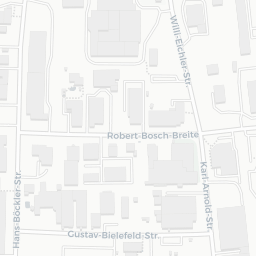 Willi-Eichler-Str.
Robert-Bosch-Breite
Karl-Arnold-Str.
Hans-Böckler-Str.
Gustav-Bielefeld-Str.